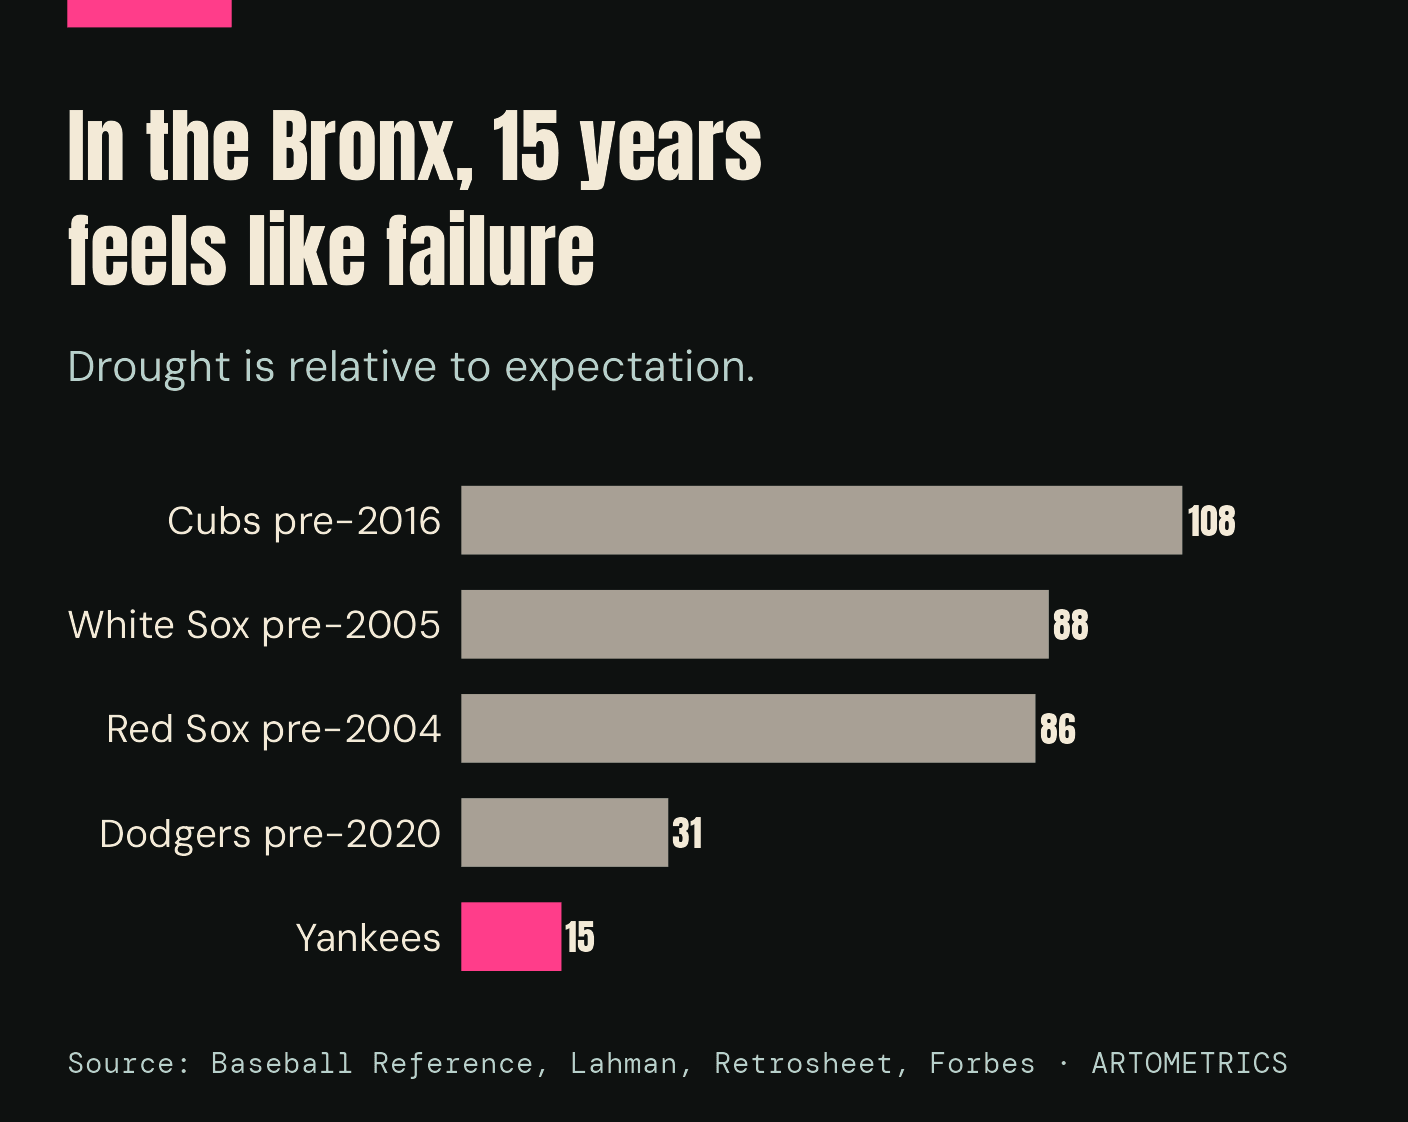 In the Bronx, 15 years
feels like failure
Drought is relative to expectation.
Cubs pre-2016 108
White Sox pre-2005 88
Red Sox pre-2004 86
Dodgers pre-2020 31
Yankees 15
Source: Baseball Reference, Lahman, Retrosheet, Forbes · ARTOMETRICS